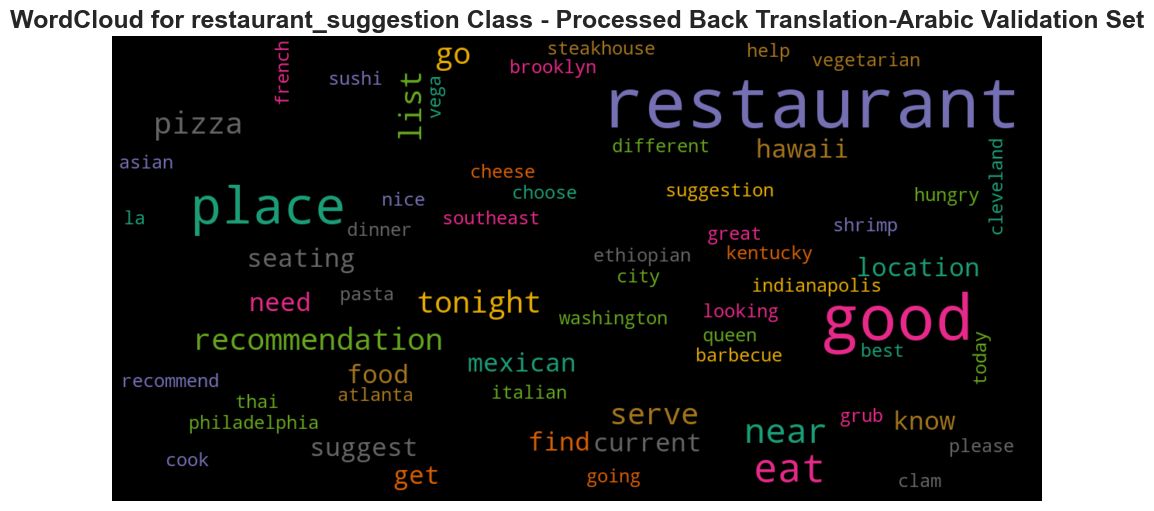 WordCloud for restaurant_suggestion Class - Processed Back Translation-Arabic Validation Set
french
go
steakhouse
help
sushi
list
vega
brooklyn
vegetarian
restaurant
pizza
different
hawaii
cleveland
asian
cheese
nice
choose
suggestion
hungry
place
la
dinner
southeast
great
shrimp
seating
ethiopian
kentucky
location
city
indianapolis
need
pasta
tonight
washington
looking
good
recommendation
queen
barbecue
best
today
mexican
recommend
food
atlanta
italian
thai
philadelphia
serve
grub
know
suggest
find
current
near
please
cook
get
going
eat
clam